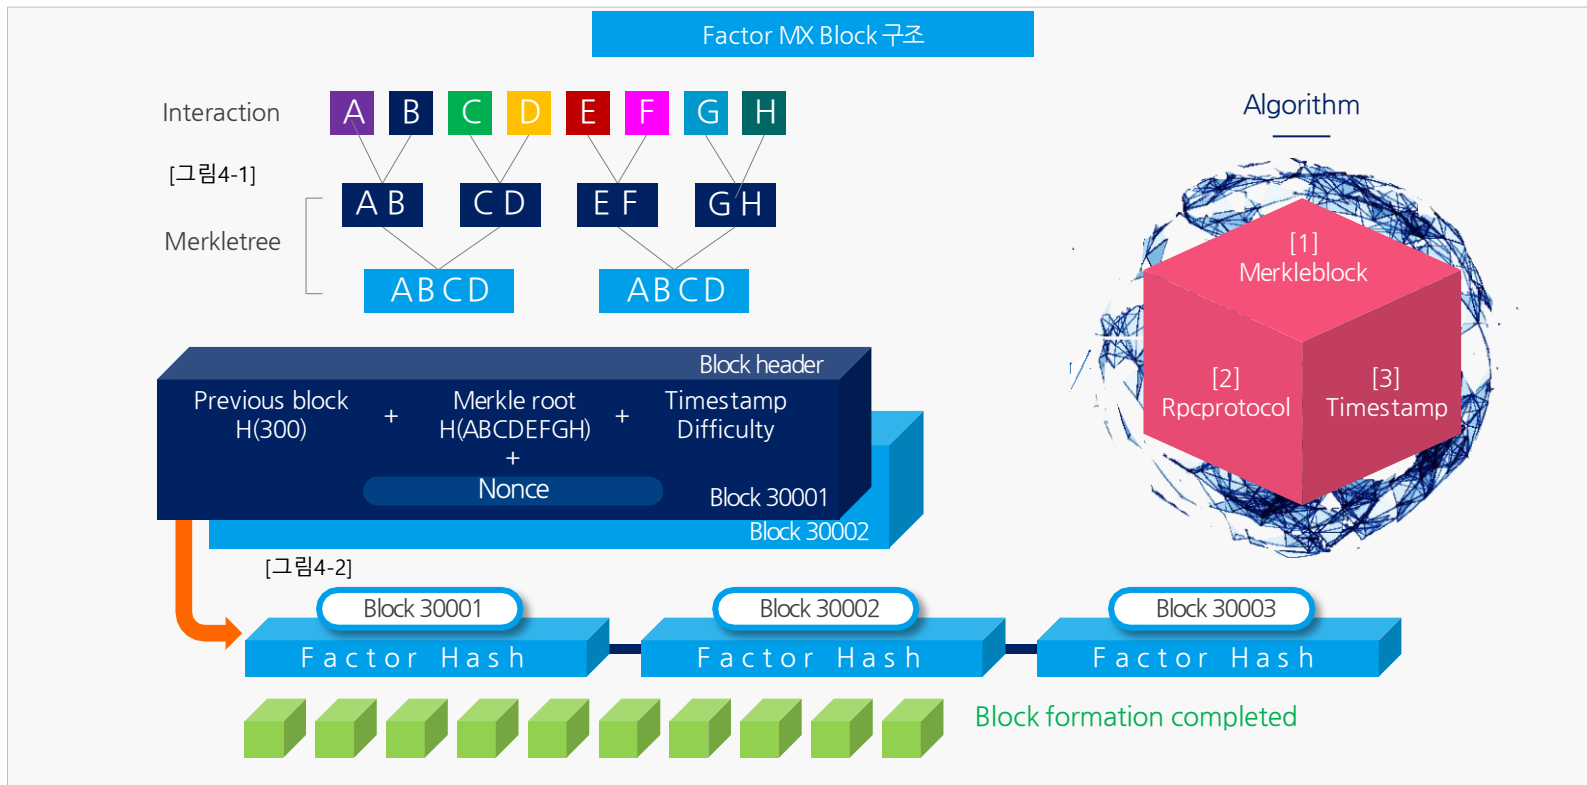 Factor MX Block 구조
Interaction
A B C D E F G H
[그림4-1]
A B
C D
E F
G H
Merkletree
A B C D
A B C D
Algorithm
[1]
Merkleblock
[2]
Rpcprotocol
[3]
Timestamp
Block header
Previous block
H(300)
+
Merkle root
H(ABCDEFGH)
+
Timestamp
Difficulty
+
Nonce
Block 30001
Block 30002
[그림4-2]
Block 30001
Factor Hash
Block 30002
Factor Hash
Block 30003
Factor Hash
Block formation completed